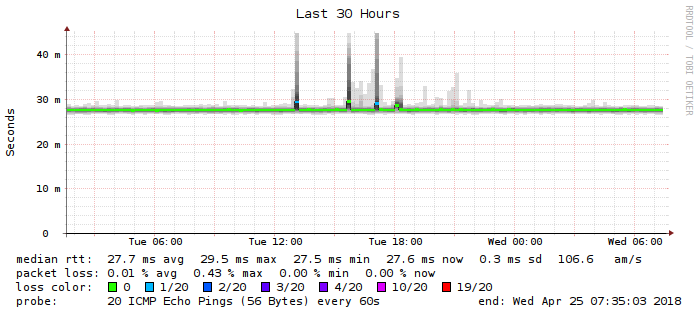 Last 30 Hours
RRDTOOL / TOBI OETIKER
Seconds
40 m
30 m
20 m
10 m
0
Tue 06:00 Tue 12:00 Tue 18:00 Wed 00:00 Wed 06:00
median rtt: 27.7 ms avg 29.5 ms max 27.5 ms min 27.6 ms now 0.3 ms sd 106.6 am/s
packet loss: 0.01 % avg 0.43 % max 0.00 % min 0.00 % now
loss color: 0 1/20 2/20 3/20 4/20 10/20 19/20
probe: 20 ICMP Echo Pings (56 Bytes) every 60s end: Wed Apr 25 07:35:03 2018